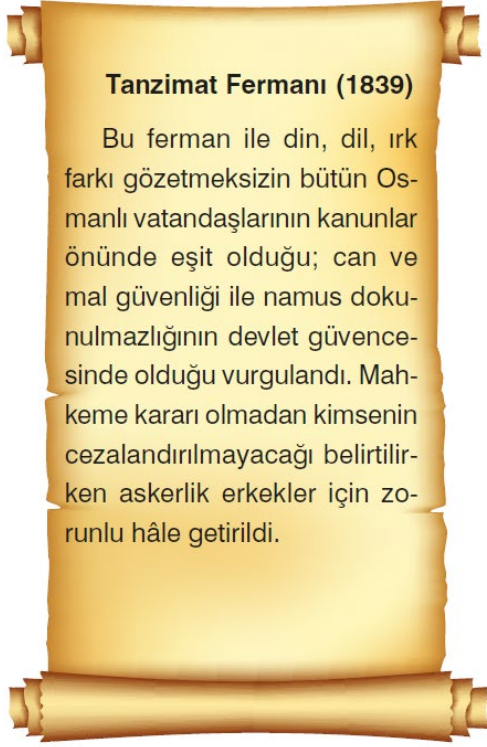 Tanzimat Fermanı (1839)
Bu ferman ile din, dil, ırk
farkı gözetmeksizin bütün Os-
manlı vatandaşlarının kanunlar
önünde eşit olduğu; can ve
mal güvenliği ile namus doku-
nulmazlığının devlet güvence-
sinde olduğu vurgulandı. Mah-
keme kararı olmadan kimsenin
cezalandırılmayacağı belirtilir-
ken askerlik erkekler için zo-
runlu hâle getirildi.